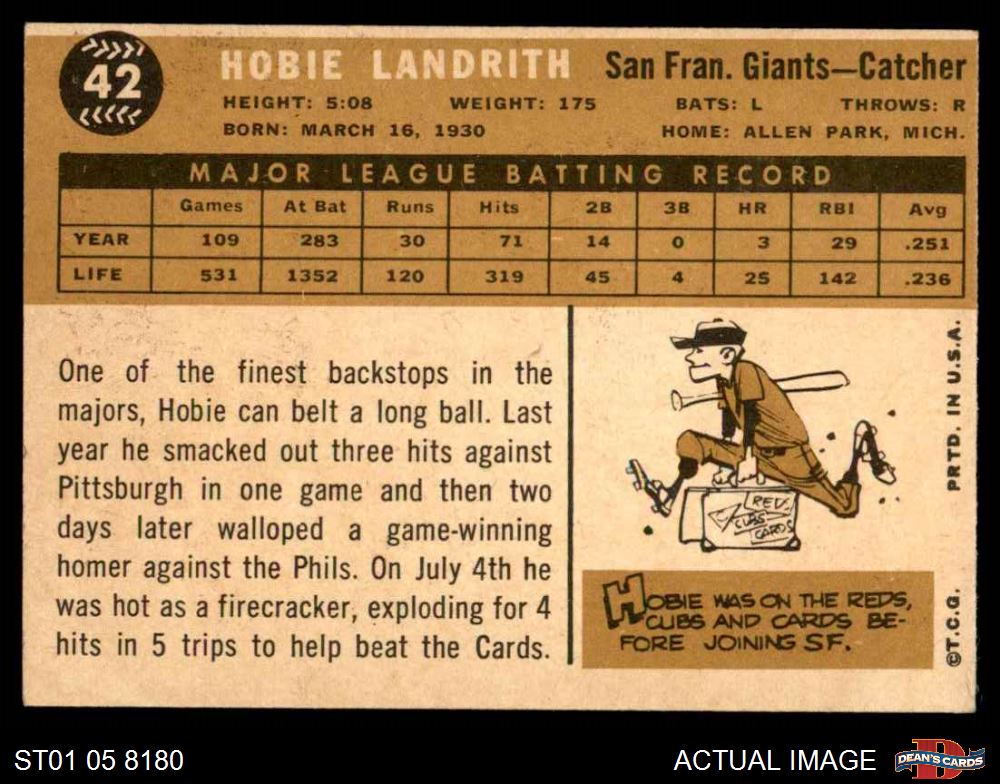 42
HOBIE LANDRITH San Fran. Giants—Catcher
HEIGHT: 5:08 WEIGHT: 175 BATS: L THROWS: R
BORN: MARCH 16, 1930 HOME: ALLEN PARK, MICH.
MAJOR LEAGUE BATTING RECORD
Games At Bat Runs Hits 2B 3B HR RBI Avg
YEAR 109 283 30 71 14 0 3 29 .251
LIFE 531 1352 120 319 45 4 25 142 .236
One of the finest backstops in the
majors, Hobie can belt a long ball. Last
year he smacked out three hits against
Pittsburgh in one game and then two
days later walloped a game-winning
homer against the Phils. On July 4th he
was hot as a firecracker, exploding for 4
hits in 5 trips to help beat the Cards.
REDS
CUBS
CARDS
HOBIE WAS ON THE REDS,
CUBS AND CARDS BE-
FORE JOINING SF.
PRTD. IN U.S.A.
©T.C.G.
ST01 05 8180
ACTUAL IMAGE
D
DEAN'S CARDS